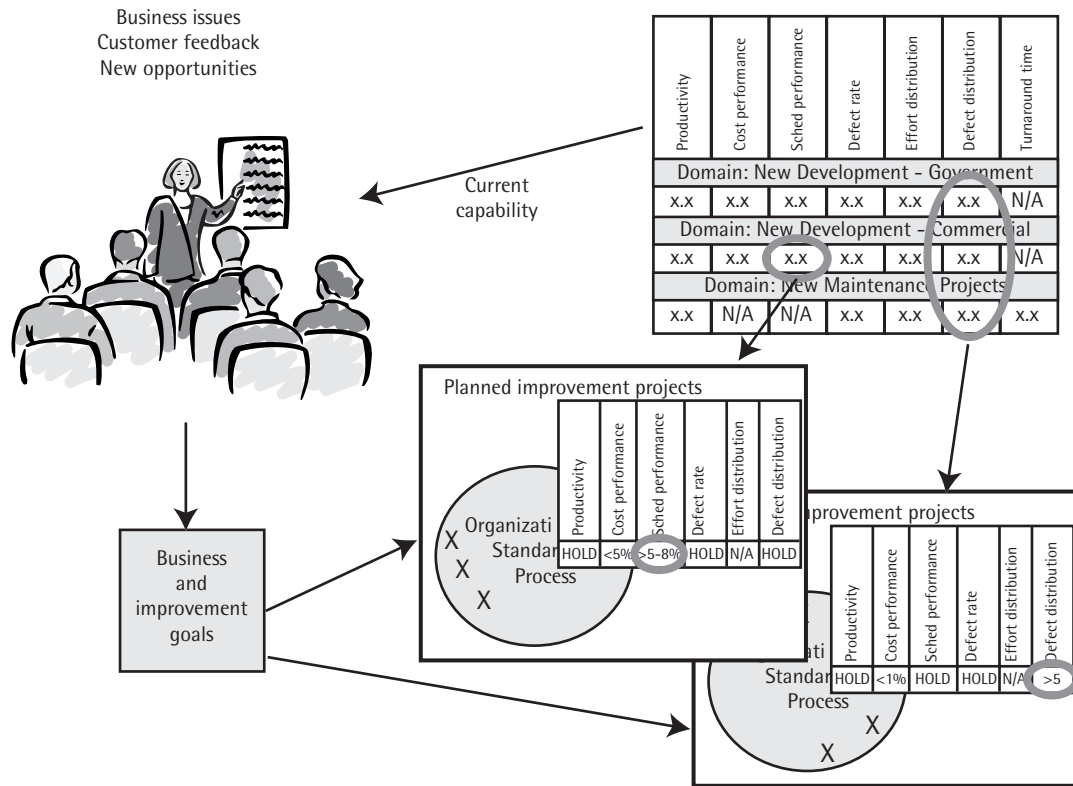 Business issues
Customer feedback
New opportunities
Productivity
Cost performance
Sched performance
Defect rate
Effort distribution
Defect distribution
Turnaround time
Domain: New Development - Government
x.x x.x x.x x.x x.x x.x N/A
Domain: New Development - Commercial
x.x x.x x.x x.x x.x x.x N/A
Domain: New Maintenance Projects
x.x N/A N/A x.x x.x x.x x.x
Current
capability
Planned improvement projects
Productivity
Cost performance
Sched performance
Defect rate
Effort distribution
Defect distribution
HOLD <5% >5-8% HOLD N/A HOLD
Organizati
Standar
Process
X
X
X
Business
and
improvement
goals
provement projects
Productivity
Cost performance
Sched performance
Defect rate
Effort distribution
Defect distribution
HOLD <1% HOLD HOLD N/A >5
ati
Standar
Process
X
X